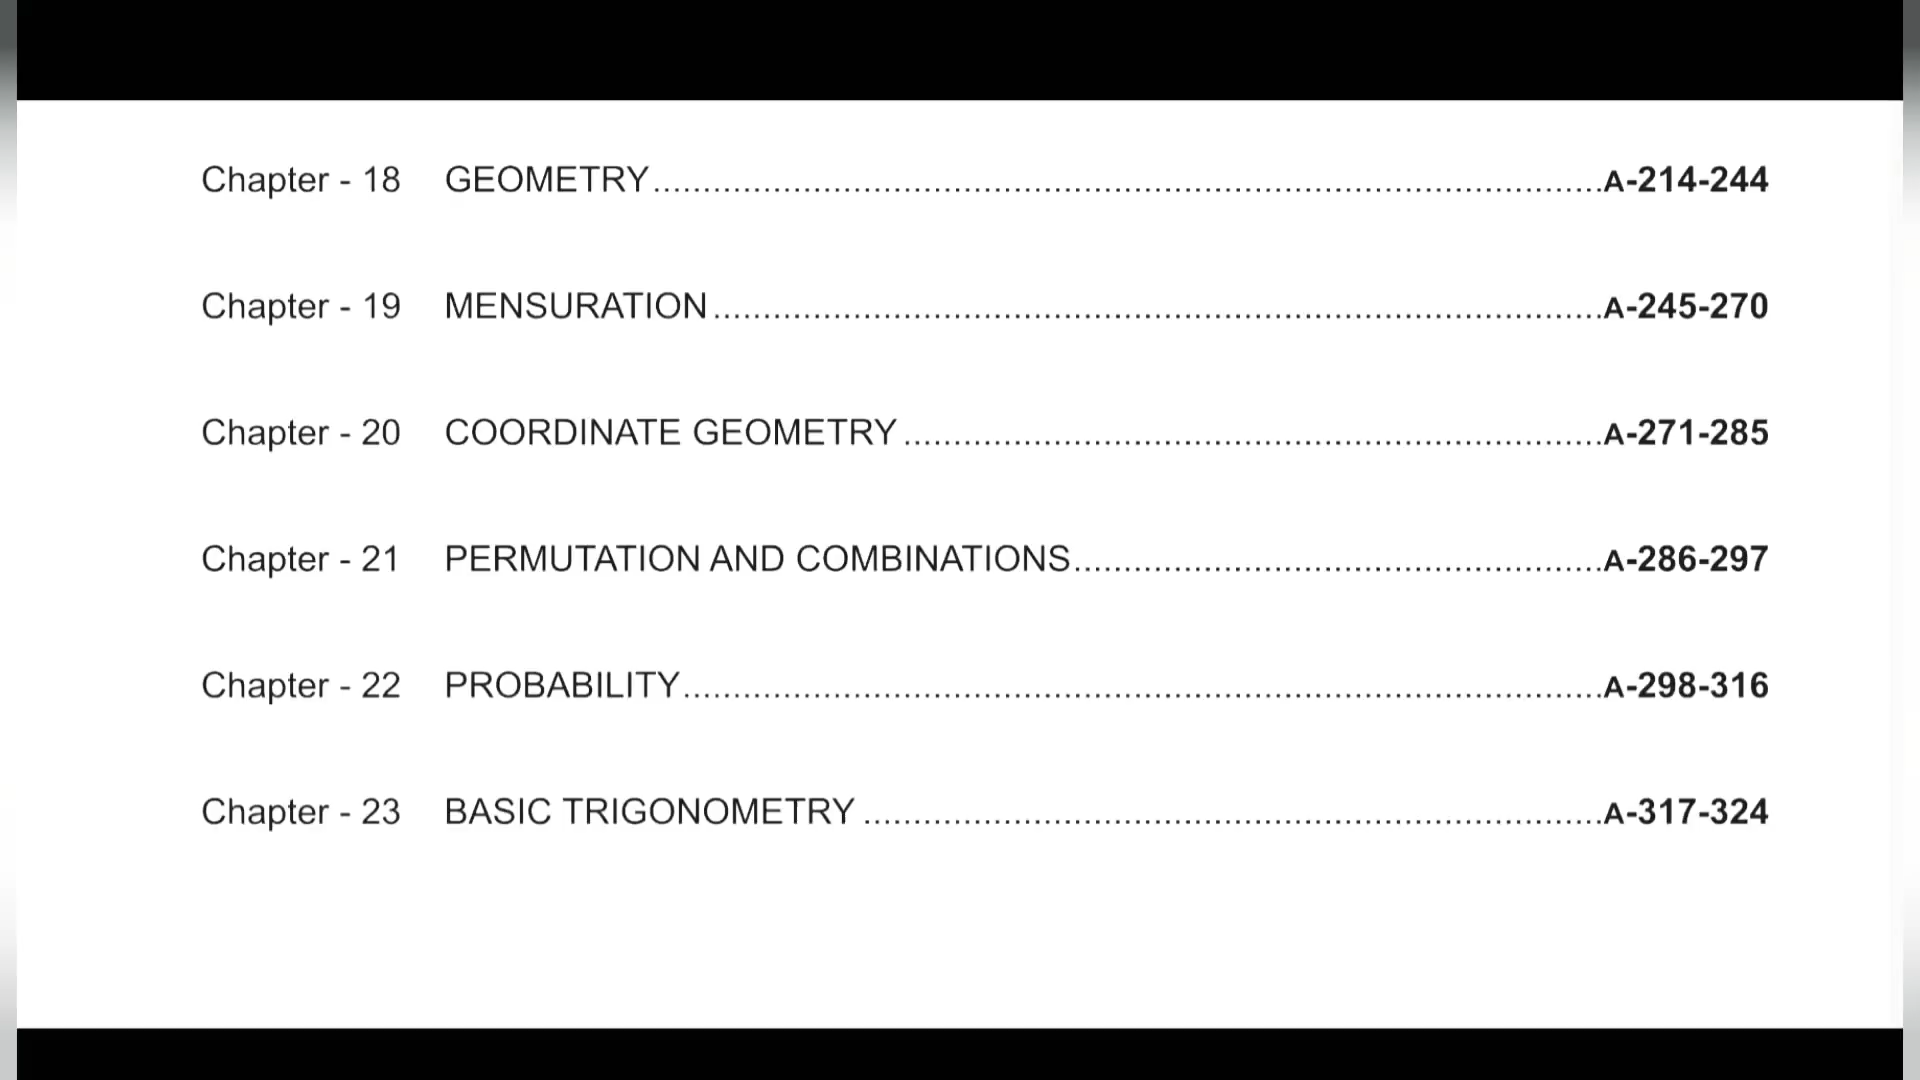 Chapter - 18 GEOMETRY........................................................................................................A-214-244
Chapter - 19 MENSURATION.................................................................................................A-245-270
Chapter - 20 COORDINATE GEOMETRY............................................................................A-271-285
Chapter - 21 PERMUTATION AND COMBINATIONS.........................................................A-286-297
Chapter - 22 PROBABILITY....................................................................................................A-298-316
Chapter - 23 BASIC TRIGONOMETRY................................................................................A-317-324